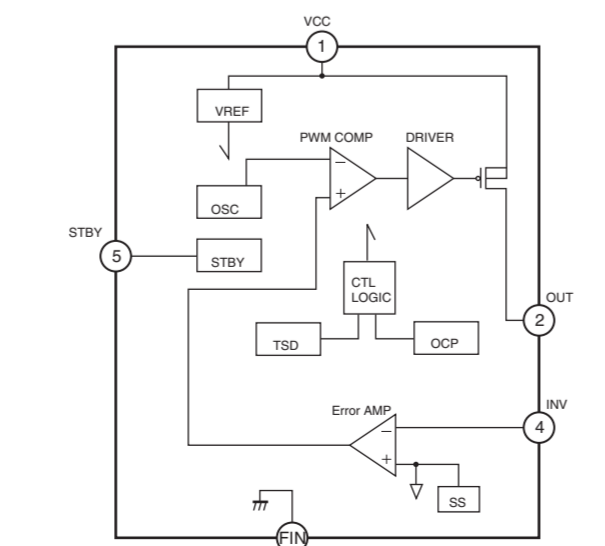 VCC
1
VREF
PWM COMP
DRIVER
−
+
OSC
STBY
5
STBY
CTL
LOGIC
OUT
2
TSD
OCP
Error AMP
INV
−
4
+
SS
FIN